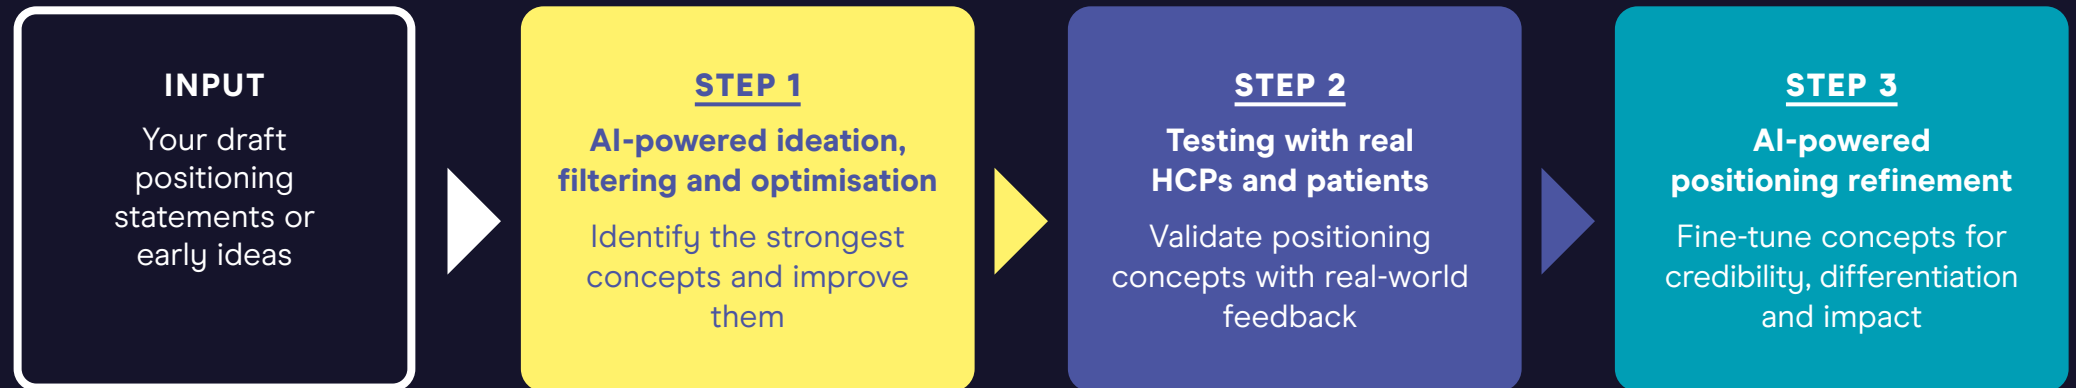 INPUT
Your draft
positioning
statements or
early ideas
STEP 1
AI-powered ideation,
filtering and optimisation
Identify the strongest
concepts and improve
them
STEP 2
Testing with real
HCPs and patients
Validate positioning
concepts with real-world
feedback
STEP 3
AI-powered
positioning refinement
Fine-tune concepts for
credibility, differentiation
and impact